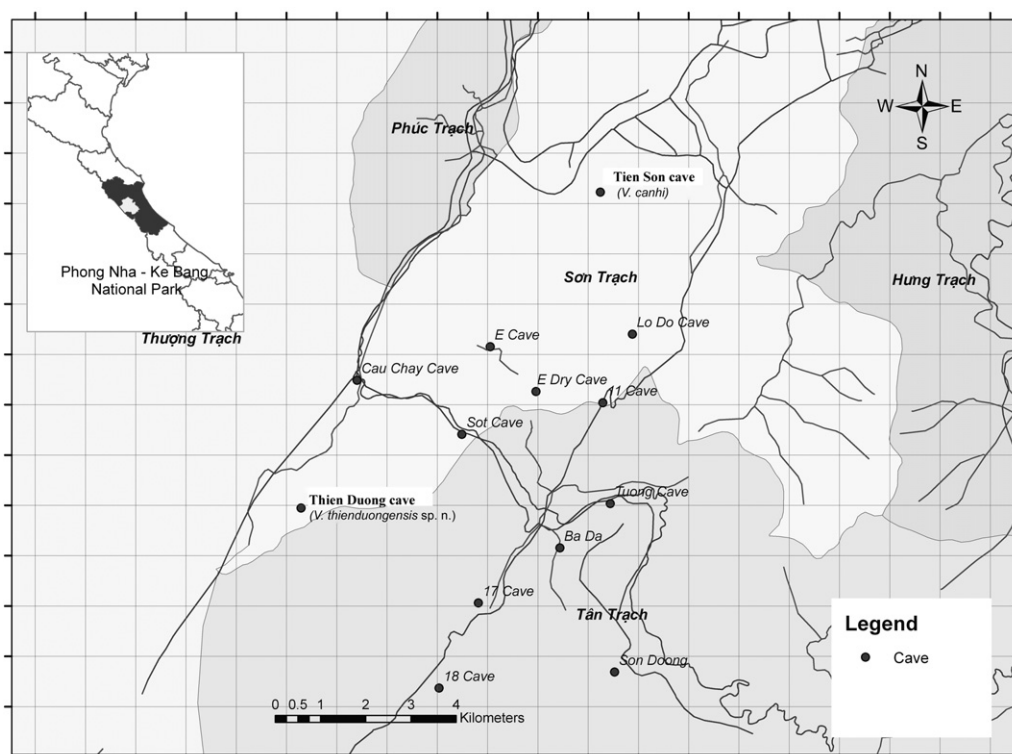 N
W E
S
Phúc Trạch
Tien Son cave
(V. canhi)
Phong Nha - Ke Bang
National Park
Sơn Trạch
Hưng Trạch
Thượng Trạch
Lo Do Cave
E Cave
Cau Chay Cave
E Dry Cave
11 Cave
Sot Cave
Thien Duong cave
(V. thienduongensis sp. n.)
Tuong Cave
Ba Da
17 Cave
Tân Trạch
Legend
Cave
Son Doong
18 Cave
0 0.5 1 2 3 4
Kilometers